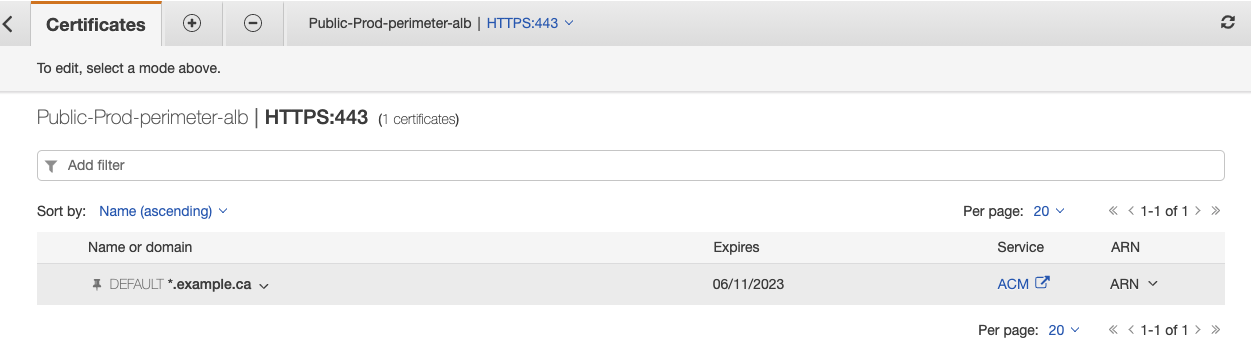 Certificates Public-Prod-perimeter-alb | HTTPS:443
To edit, select a mode above.
Public-Prod-perimeter-alb | HTTPS:443 (1 certificates)
Add filter
Sort by: Name (ascending) Per page: 20 « < 1-1 of 1 > »
Name or domain Expires Service ARN
DEFAULT *.example.ca 06/11/2023 ACM ARN
Per page: 20 « < 1-1 of 1 > »